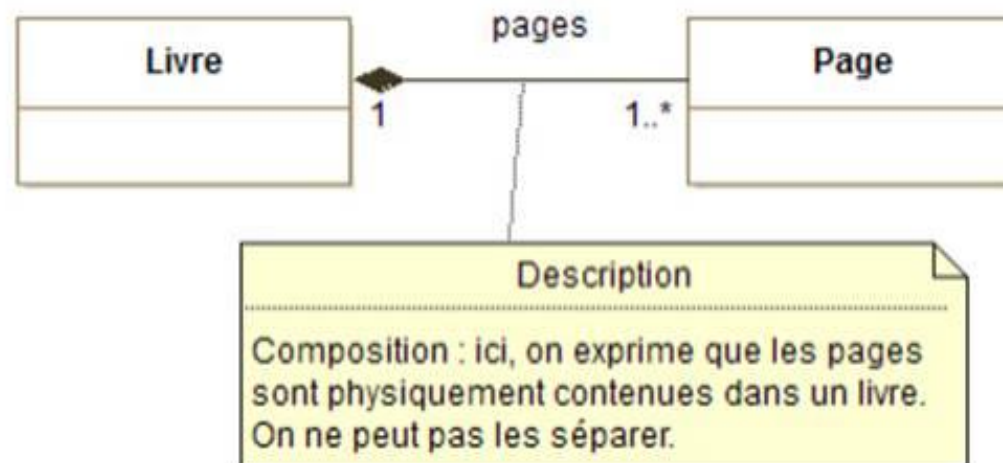 pages
Livre
Page
1
1..*
Description
Composition : ici, on exprime que les pages
sont physiquement contenues dans un livre.
On ne peut pas les séparer.